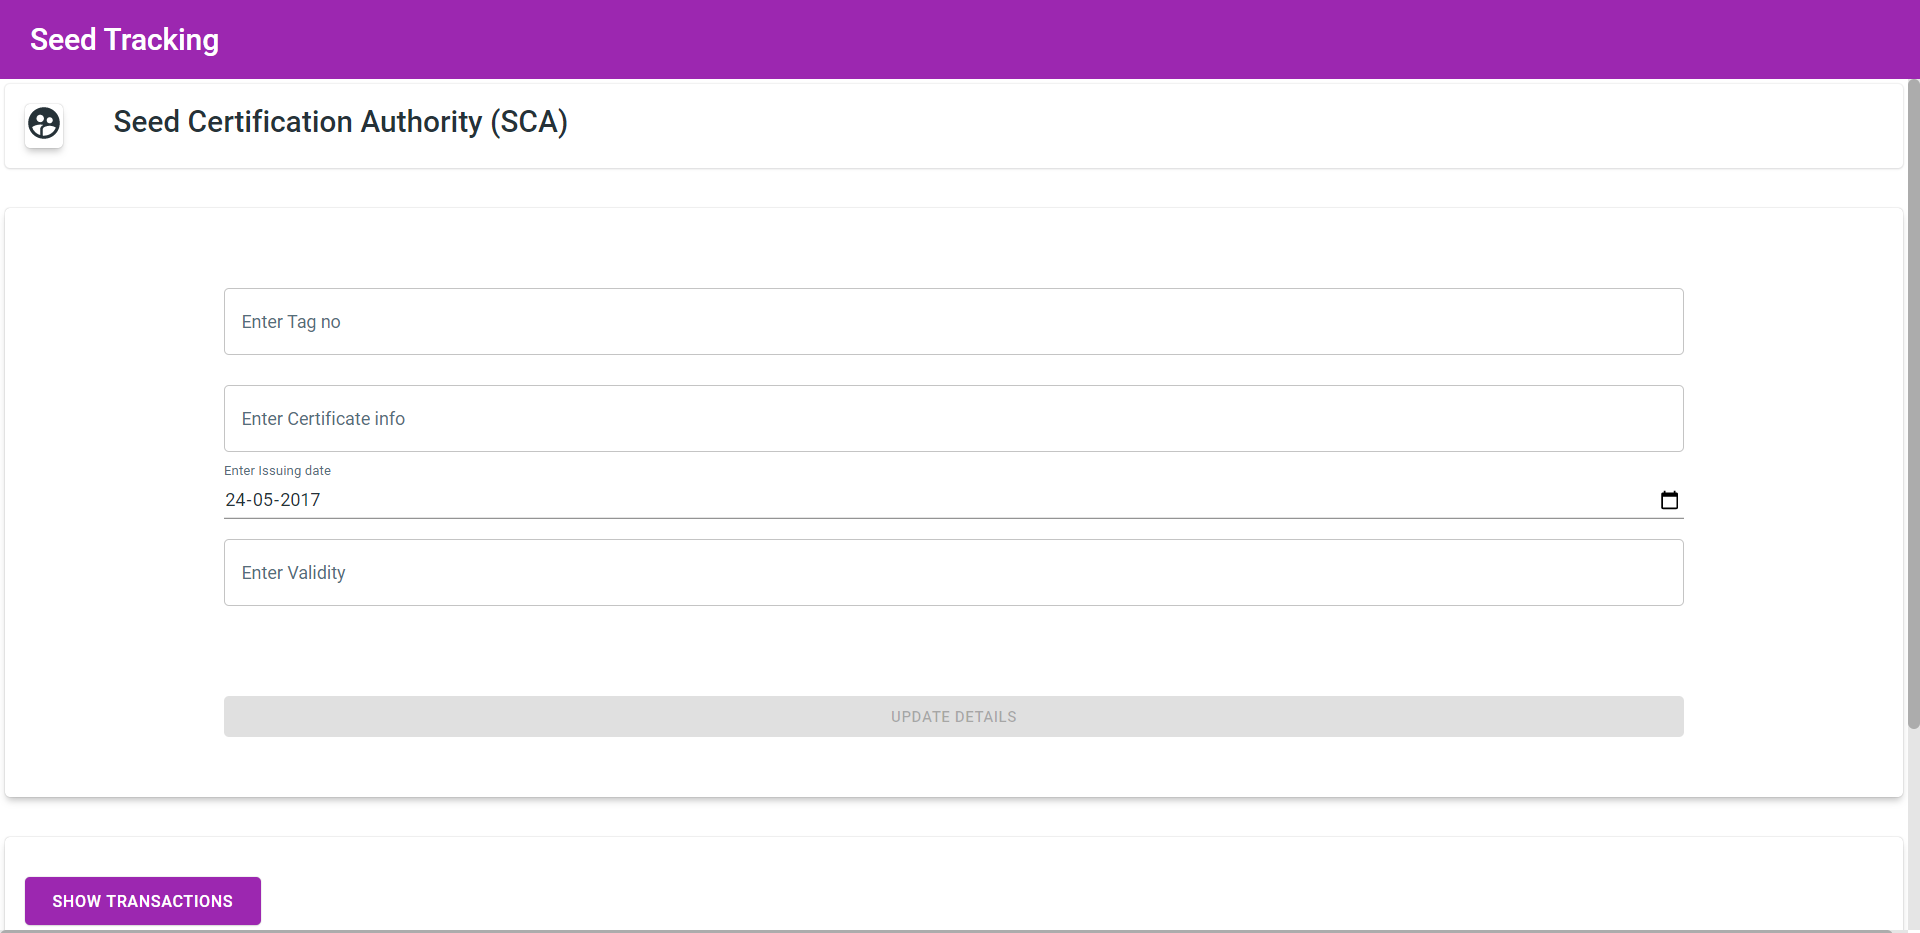 Seed Tracking
Seed Certification Authority (SCA)
Enter Tag no
Enter Certificate info
Enter Issuing date
24-05-2017
Enter Validity
UPDATE DETAILS
SHOW TRANSACTIONS